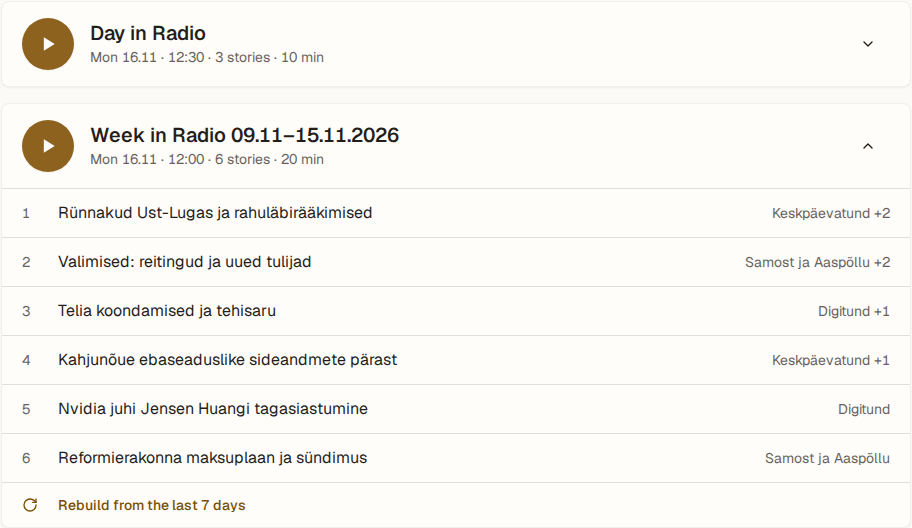 Day in Radio
Mon 16.11 · 12:30 · 3 stories · 10 min
Week in Radio 09.11–15.11.2026
Mon 16.11 · 12:00 · 6 stories · 20 min
1 Rünnakud Ust-Lugas ja rahuläbirääkimised Keskpäevatund +2
2 Valimised: reitingud ja uued tulijad Samost ja Aaspõllu +2
3 Telia koondamised ja tehisaru Digitund +1
4 Kahjunõue ebaseaduslike sideandmete pärast Keskpäevatund +1
5 Nvidia juhi Jensen Huangi tagasiastumine Digitund
6 Reformierakonna maksuplaan ja sündimus Samost ja Aaspõllu
Rebuild from the last 7 days